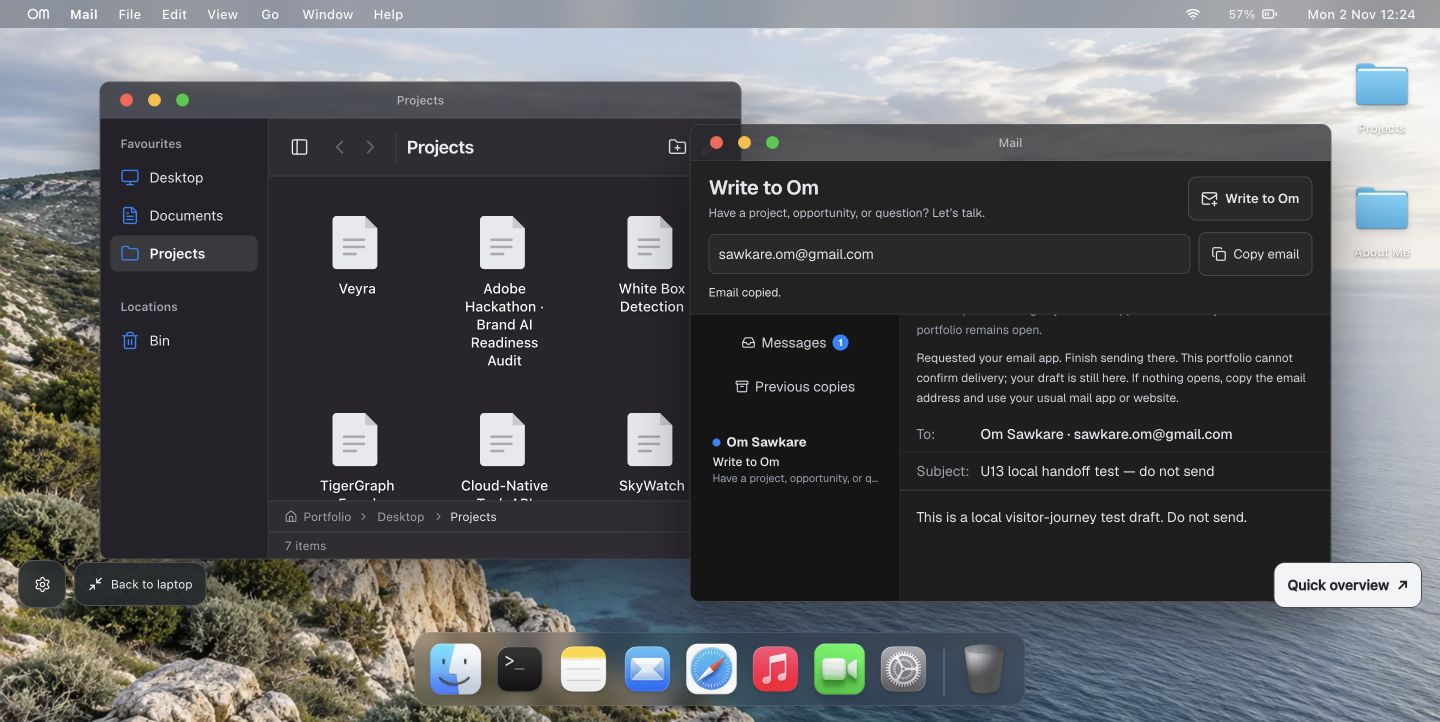 OM Mail File Edit View Go Window Help 57% Mon 2 Nov 12:24
Projects
Favourites
Desktop
Documents
Projects
Locations
Bin
Projects
Veyra
Adobe
Hackathon ·
Brand AI
Readiness
Audit
White Box
Detection
TigerGraph
Cloud-Native
SkyWatch
Portfolio > Desktop > Projects
7 items
Mail
Write to Om
Have a project, opportunity, or question? Let's talk.
Write to Om
sawkare.om@gmail.com
Copy email
Email copied.
Messages 1
Previous copies
Om Sawkare
Write to Om
Have a project, opportunity, or q...
portfolio remains open.
Requested your email app. Finish sending there. This portfolio cannot
confirm delivery; your draft is still here. If nothing opens, copy the email
address and use your usual mail app or website.
To: Om Sawkare · sawkare.om@gmail.com
Subject: U13 local handoff test — do not send
This is a local visitor-journey test draft. Do not send.
Projects
About Me
Back to laptop
Quick overview
>_